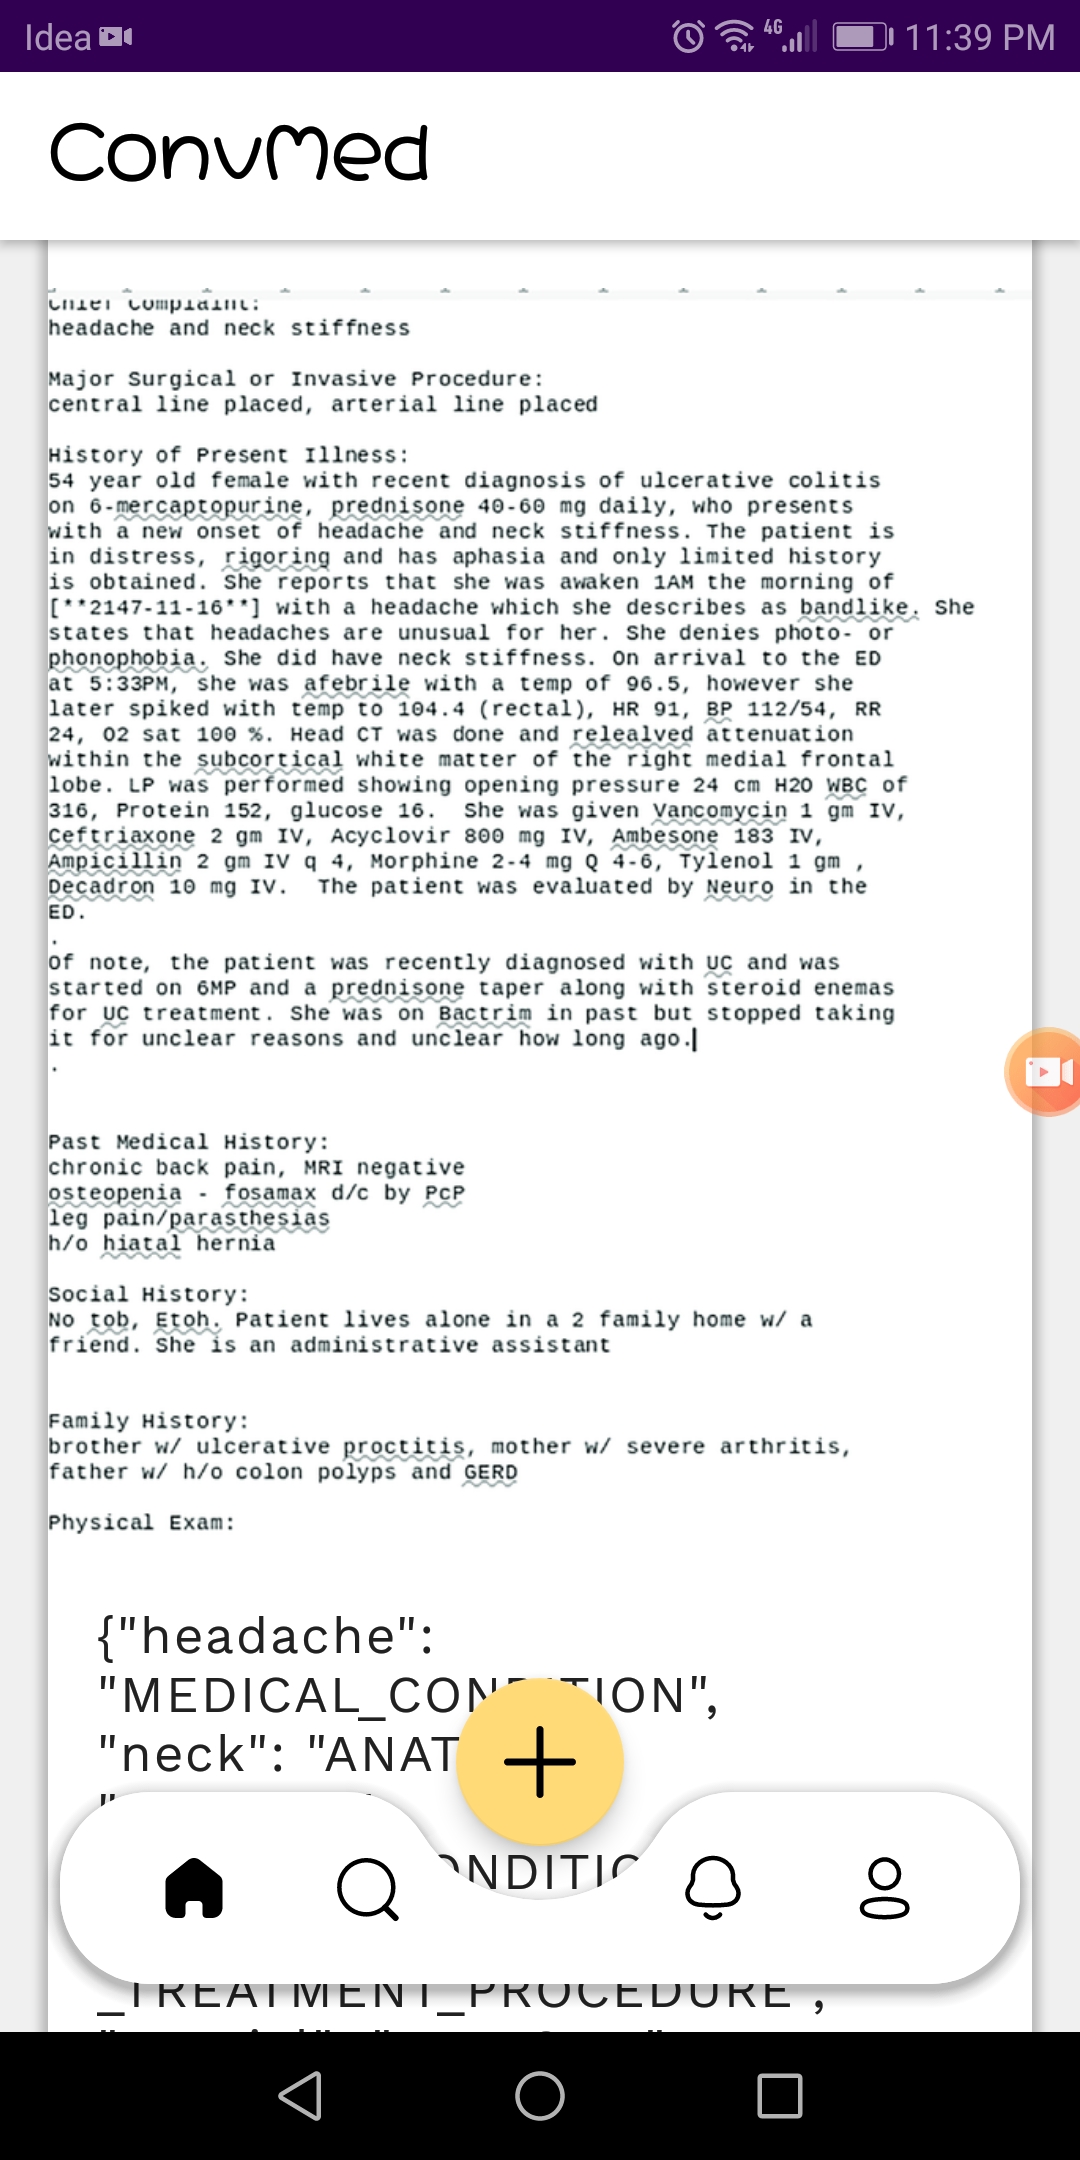 Idea
4G
11:39 PM
ConvMed
Chief Complaint:
headache and neck stiffness
Major Surgical or Invasive Procedure:
central line placed, arterial line placed
History of Present Illness:
54 year old female with recent diagnosis of ulcerative colitis
on 6-mercaptopurine, prednisone 40-60 mg daily, who presents
with a new onset of headache and neck stiffness. The patient is
in distress, rigoring and has aphasia and only limited history
is obtained. She reports that she was awaken 1AM the morning of
[**2147-11-16**] with a headache which she describes as bandlike. She
states that headaches are unusual for her. She denies photo- or
phonophobia. She did have neck stiffness. On arrival to the ED
at 5:33PM, she was afebrile with a temp of 96.5, however she
later spiked with temp to 104.4 (rectal), HR 91, BP 112/54, RR
24, O2 sat 100 %. Head CT was done and relealved attenuation
within the subcortical white matter of the right medial frontal
lobe. LP was performed showing opening pressure 24 cm H2O WBC of
316, Protein 152, glucose 16.  She was given Vancomycin 1 gm IV,
Ceftriaxone 2 gm IV, Acyclovir 800 mg IV, Ambesone 183 IV,
Ampicillin 2 gm IV q 4, Morphine 2-4 mg Q 4-6, Tylenol 1 gm ,
Decadron 10 mg IV.  The patient was evaluated by Neuro in the
ED.
.
Of note, the patient was recently diagnosed with UC and was
started on 6MP and a prednisone taper along with steroid enemas
for UC treatment. She was on Bactrim in past but stopped taking
it for unclear reasons and unclear how long ago.
.
Past Medical History:
chronic back pain, MRI negative
osteopenia - fosamax d/c by PCP
leg pain/parasthesias
h/o hiatal hernia
Social History:
No tob, Etoh. Patient lives alone in a 2 family home w/ a
friend. She is an administrative assistant
Family History:
brother w/ ulcerative proctitis, mother w/ severe arthritis,
father w/ h/o colon polyps and GERD
Physical Exam:
{"headache":
"MEDICAL_CONDITION",
"neck": "ANAT
ONDITIO
_TREATMENT_PROCEDURE",